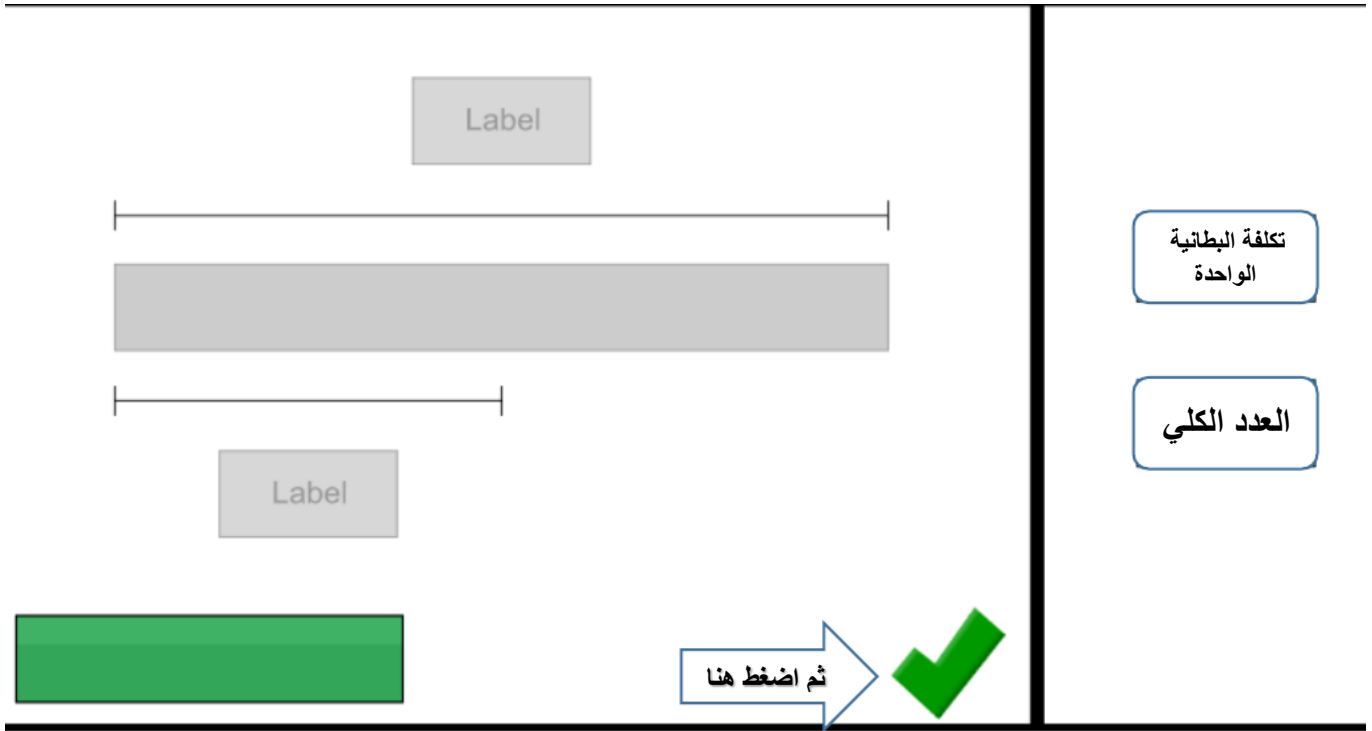 Label
تكلفة البطانية
الواحدة
العدد الكلي
Label
ثم اضغط هنا